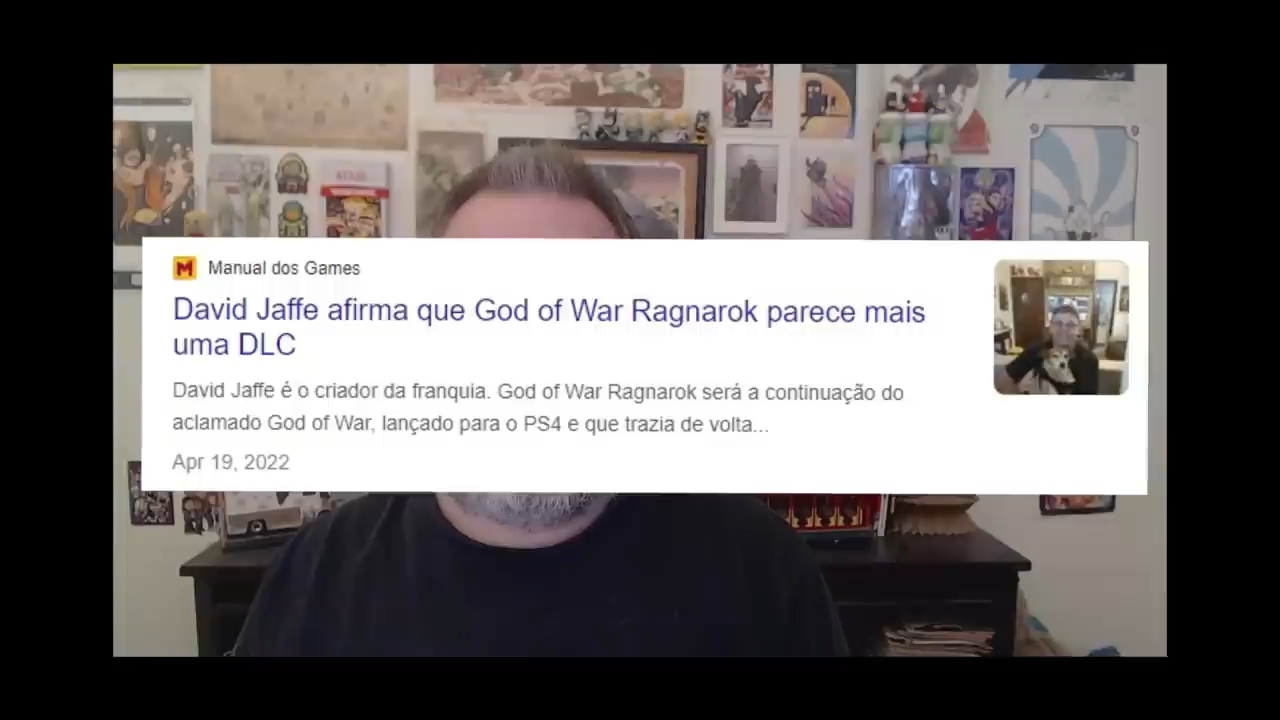 Manual dos Games
David Jaffe afirma que God of War Ragnarok parece mais
uma DLC
David Jaffe é o criador da franquia. God of War Ragnarok será a continuação do
aclamado God of War, lançado para o PS4 e que trazia de volta...
Apr 19, 2022